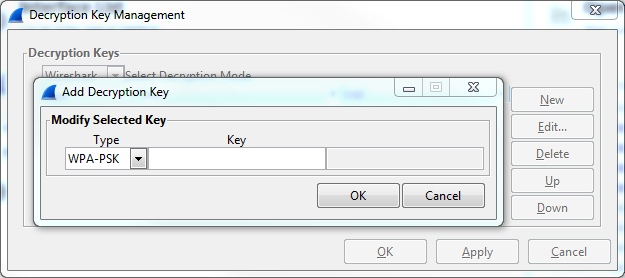 Decryption Key Management
Decryption Keys
Wireshark Select Decryption Mode
Add Decryption Key
Modify Selected Key
Type Key
WPA-PSK
OK Cancel
New
Edit...
Delete
Up
Down
OK Apply Cancel